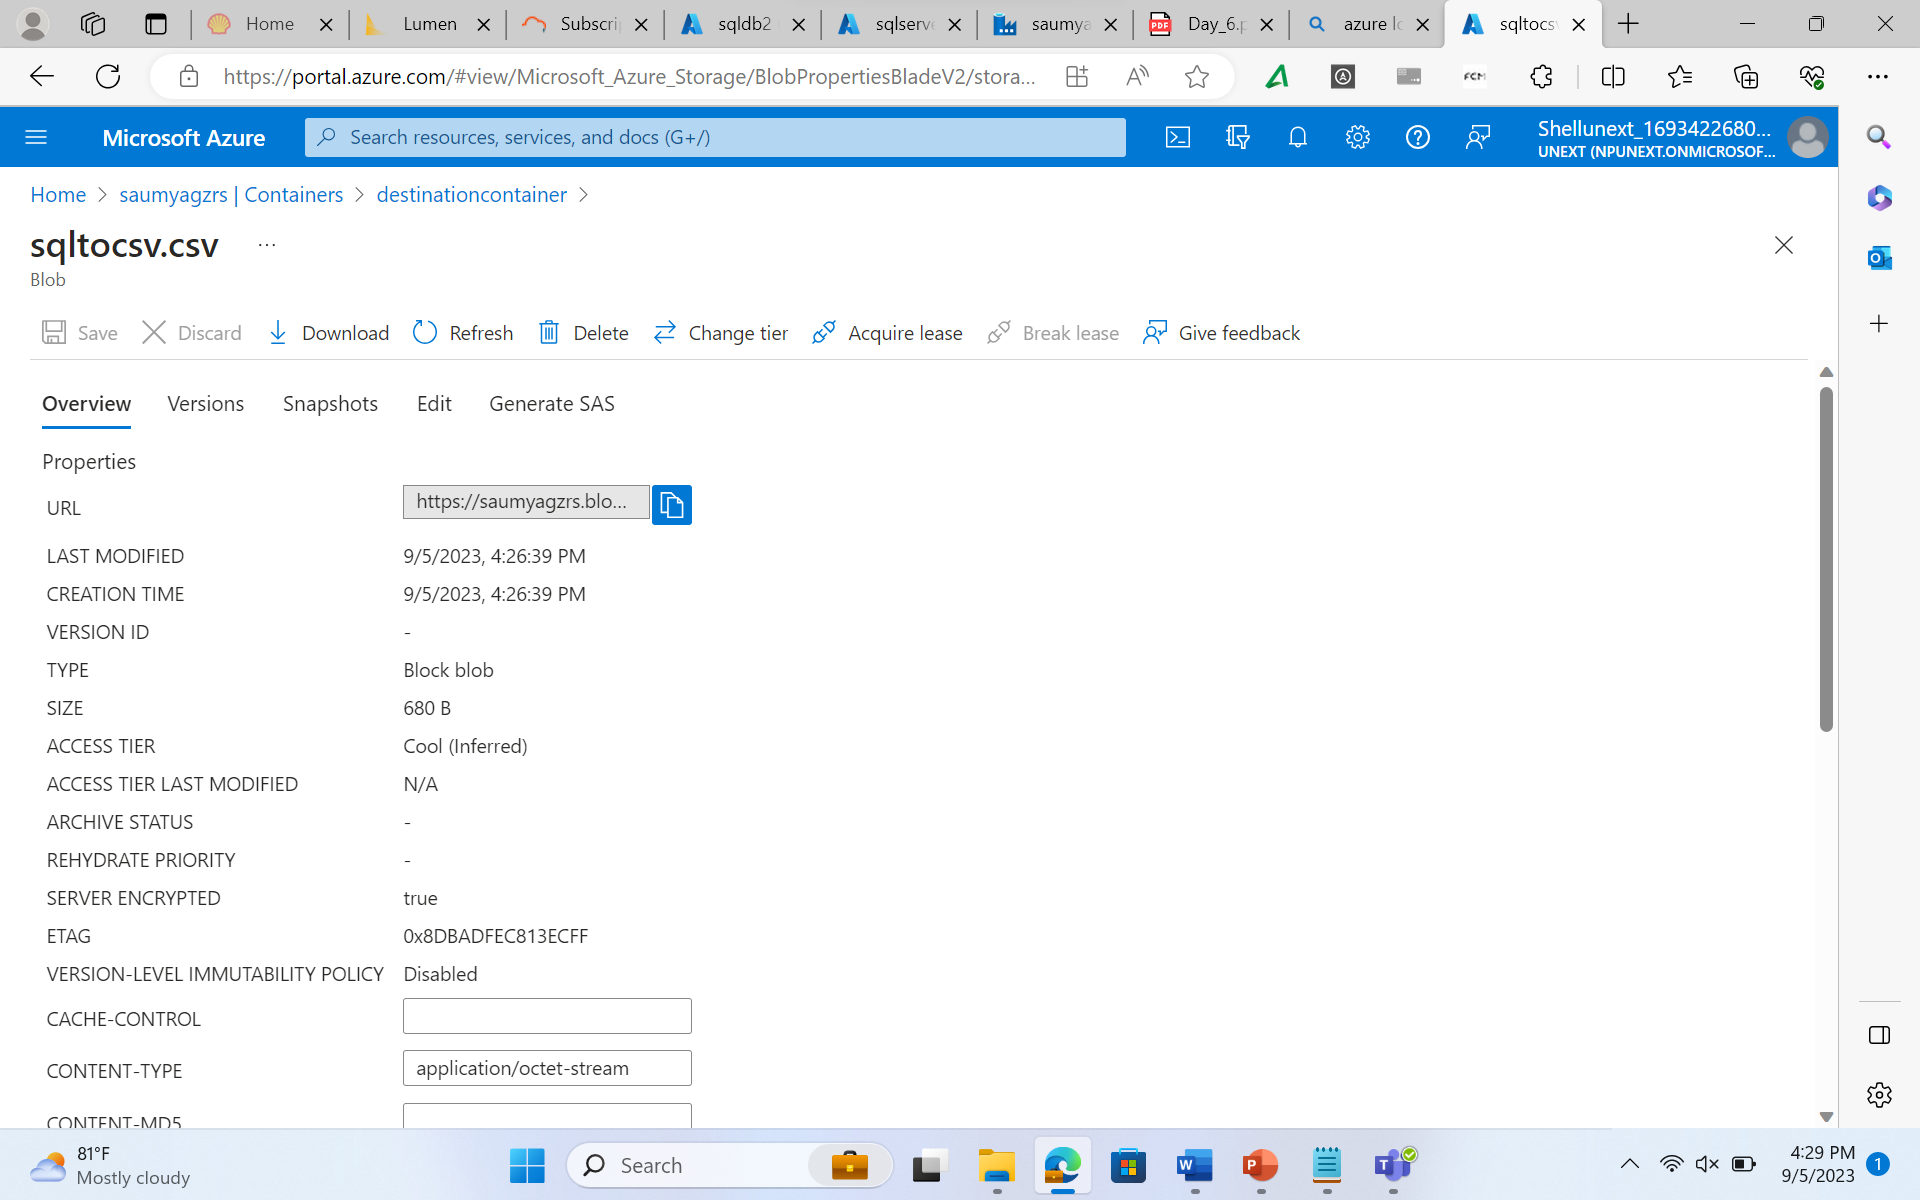 Home
Lumen
Subscri
sqldb2
sqlserve
saumya
Day_6.p
azure lo
sqltocsv
https://portal.azure.com/#view/Microsoft_Azure_Storage/BlobPropertiesBladeV2/stora...
FCM
Microsoft Azure
Search resources, services, and docs (G+/)
Shellunext_1693422680...
UNEXT (NPUNEXT.ONMICROSOF...
Home > saumyagzrs | Containers > destinationcontainer >
sqltocsv.csv ...
Blob
Save
Discard
Download
Refresh
Delete
Change tier
Acquire lease
Break lease
Give feedback
Overview
Versions
Snapshots
Edit
Generate SAS
Properties
URL https://saumyagzrs.blo...
LAST MODIFIED 9/5/2023, 4:26:39 PM
CREATION TIME 9/5/2023, 4:26:39 PM
VERSION ID -
TYPE Block blob
SIZE 680 B
ACCESS TIER Cool (Inferred)
ACCESS TIER LAST MODIFIED N/A
ARCHIVE STATUS -
REHYDRATE PRIORITY -
SERVER ENCRYPTED true
ETAG 0x8DBADFEC813ECFF
VERSION-LEVEL IMMUTABILITY POLICY Disabled
CACHE-CONTROL
CONTENT-TYPE application/octet-stream
CONTENT-MD5
81°F
Mostly cloudy
Search
4:29 PM
9/5/2023
1